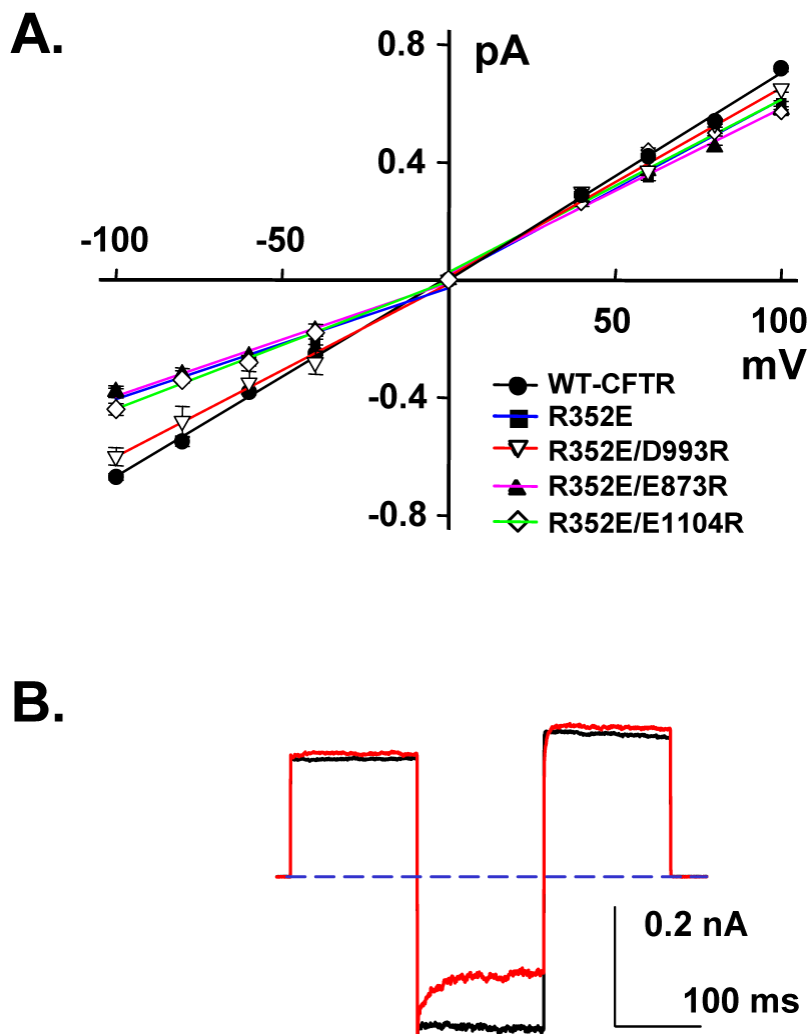 A.
pA
0.8
0.4
-100
-50
50
100
mV
-0.4
-0.8
WT-CFTR
R352E
R352E/D993R
R352E/E873R
R352E/E1104R
B.
0.2 nA
100 ms